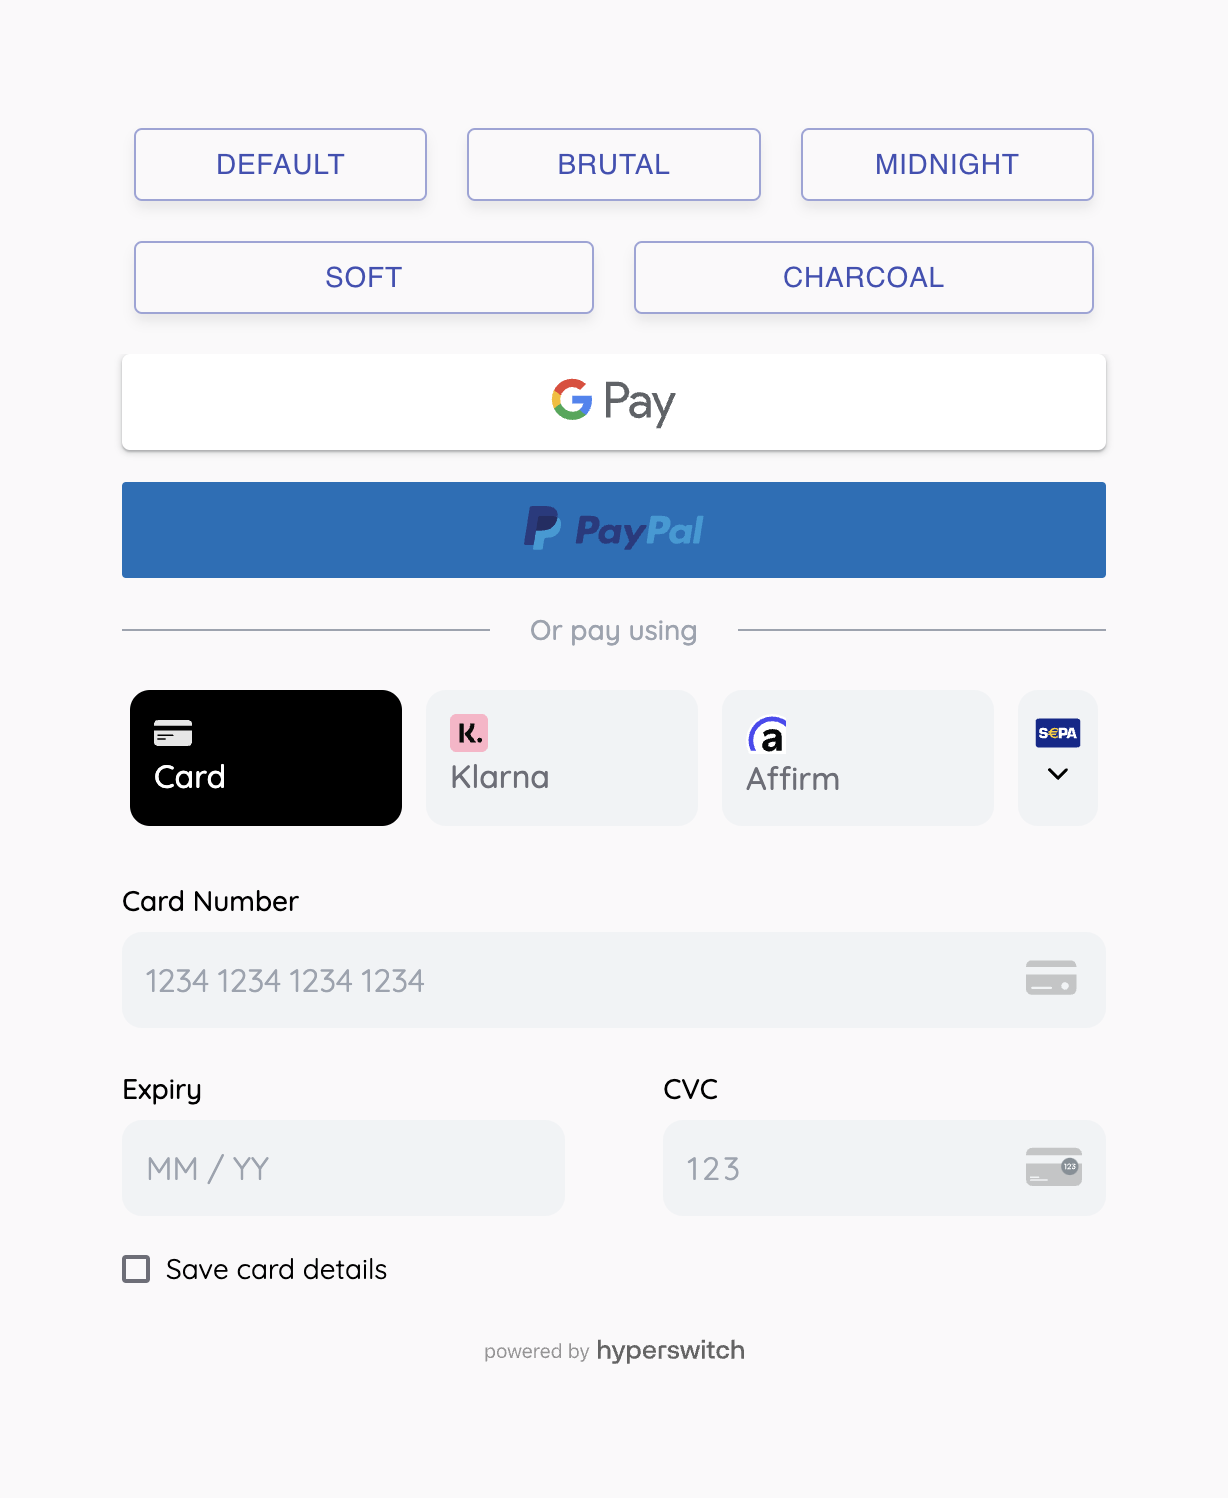 DEFAULT BRUTAL MIDNIGHT
SOFT CHARCOAL
G Pay
PayPal
Or pay using
K. a S€PA
Card Klarna Affirm
Card Number
1234 1234 1234 1234
Expiry CVC
MM / YY 123 123
Save card details
powered by hyperswitch